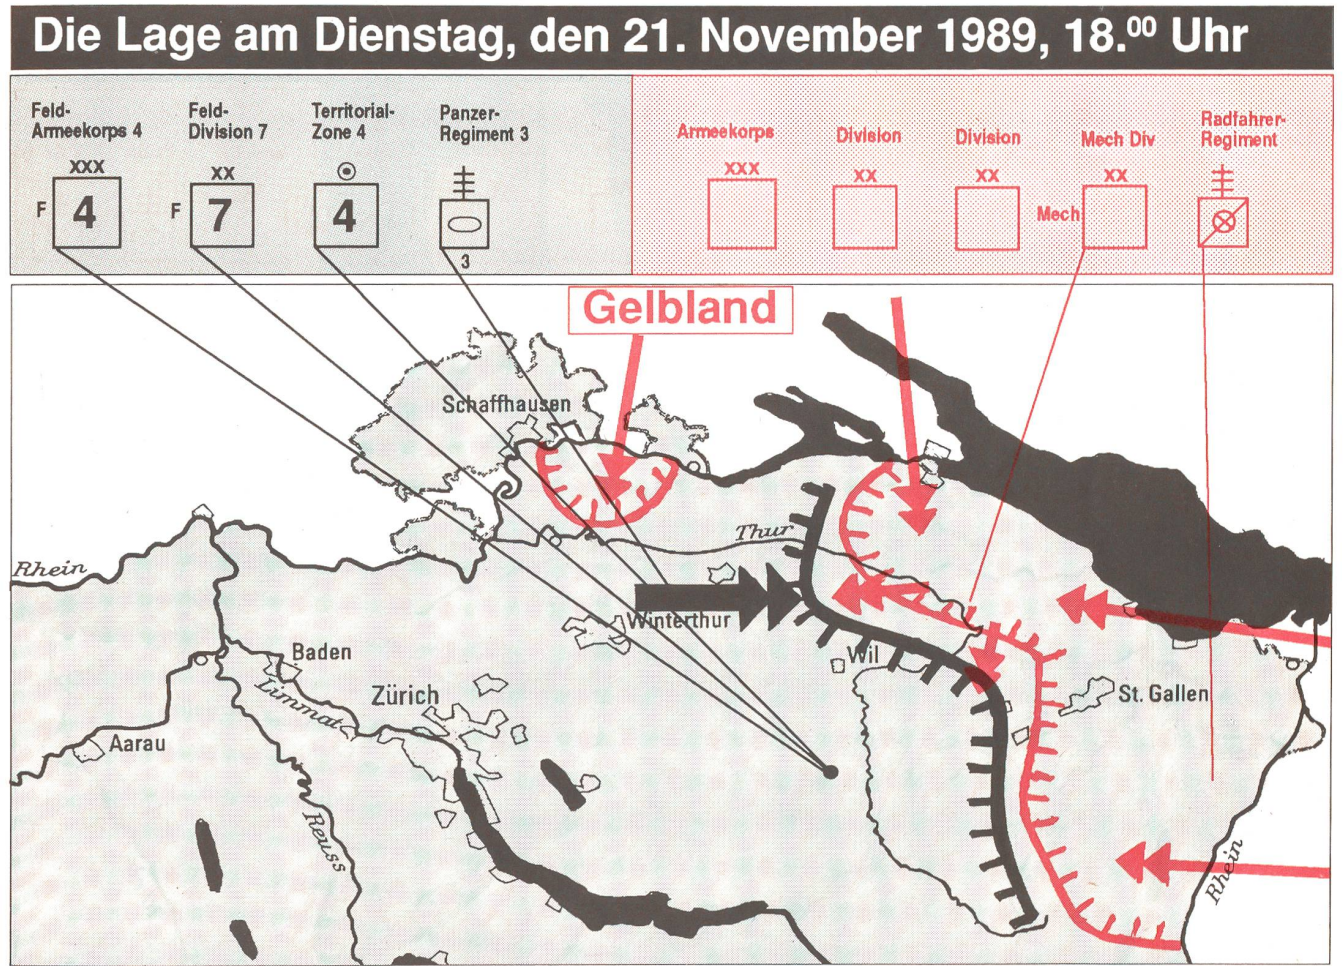 Die Lage am Dienstag, den 21. November 1989, 18.⁰⁰ Uhr
Feld-
Armeekorps 4
XXX
F 4
Feld-
Division 7
XX
F 7
Territorial-
Zone 4
4
Panzer-
Regiment 3
3
Armeekorps
XXX
Division
XX
Division
XX
Mech Div
XX
Mech
Radfahrer-
Regiment
Gelbland
Schaffhausen
Thur
Rhein
Winterthur
Baden
Wil
Limmat
Zürich
St. Gallen
Aarau
Reuss
Rhein